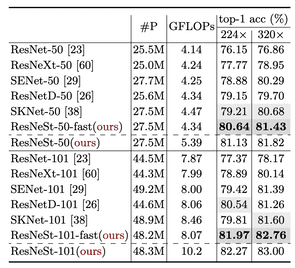 #P GFLOPs top-1 acc (%)
224× 320×
ResNet-50 [23] 25.5M 4.14 76.15 76.86
ResNeXt-50 [60] 25.0M 4.24 77.77 78.95
SENet-50 [29] 27.7M 4.25 78.88 80.29
ResNetD-50 [26] 25.6M 4.34 79.15 79.70
SKNet-50 [38] 27.5M 4.47 79.21 80.68
ResNeSt-50-fast(ours) 27.5M 4.34 80.64 81.43
ResNeSt-50(ours) 27.5M 5.39 81.13 81.82
ResNet-101 [23] 44.5M 7.87 77.37 78.17
ResNeXt-101 [60] 44.3M 7.99 78.89 80.14
SENet-101 [29] 49.2M 8.00 79.42 81.39
ResNetD-101 [26] 44.6M 8.06 80.54 81.26
SKNet-101 [38] 48.9M 8.46 79.81 81.60
ResNeSt-101-fast(ours) 48.2M 8.07 81.97 82.76
ResNeSt-101(ours) 48.3M 10.2 82.27 83.00